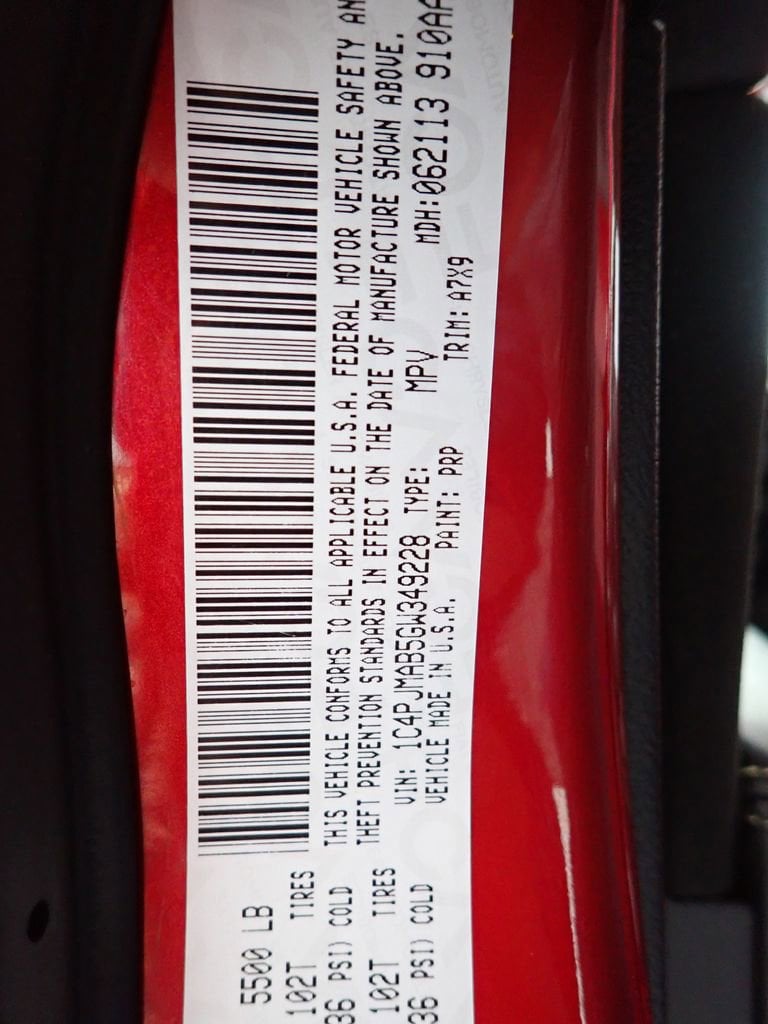 5500 LB
102T TIRES
36 PSI) COLD
102T TIRES
36 PSI) COLD
THIS VEHICLE CONFORMS TO ALL APPLICABLE U.S.A. FEDERAL MOTOR VEHICLE SAFETY AN
THEFT PREVENTION STANDARDS IN EFFECT ON THE DATE OF MANUFACTURE SHOWN ABOVE.
VIN: 1C4PJMAB5GW349228 TYPE: MPV MDH:062113 910AA
VEHICLE MADE IN U.S.A. PAINT: PRP TRIM: A7X9